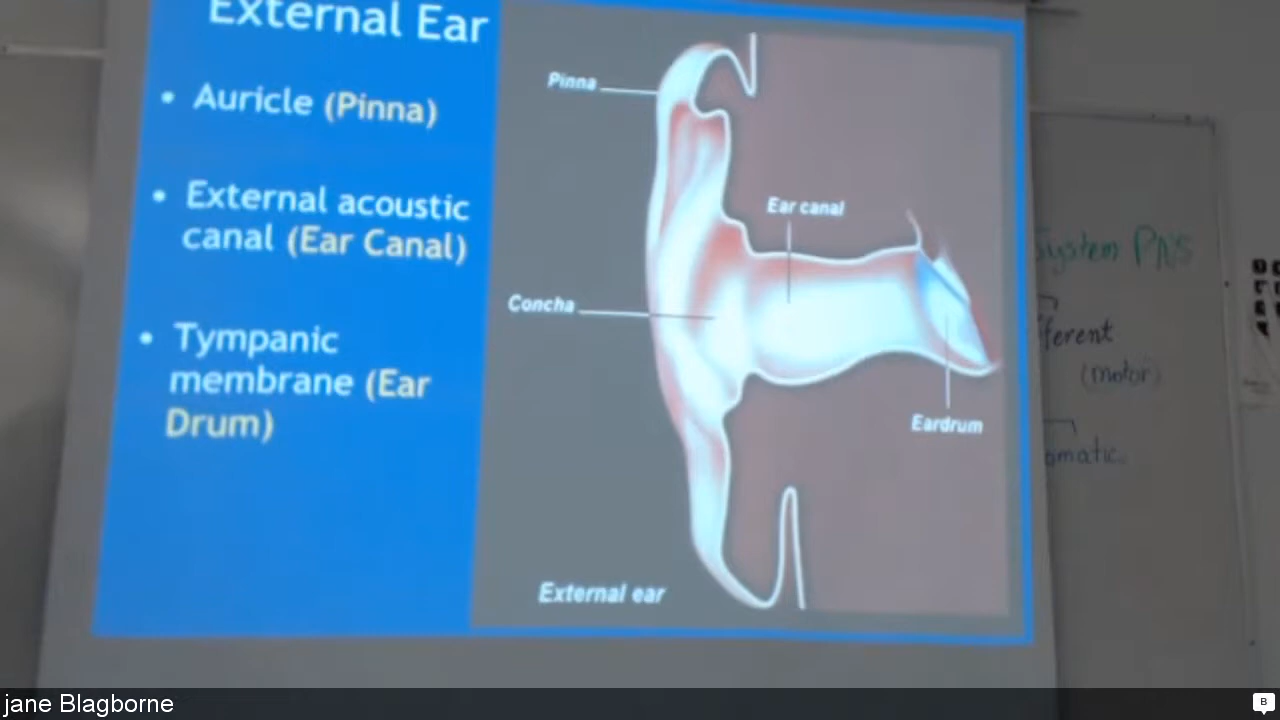 External Ear
• Auricle (Pinna)
• External acoustic
canal (Ear Canal)
• Tympanic
membrane (Ear
Drum)
Pinna
Ear canal
Concha
Eardrum
External ear
System PNS
fferent
(motor)
omatic
jane Blagborne
B